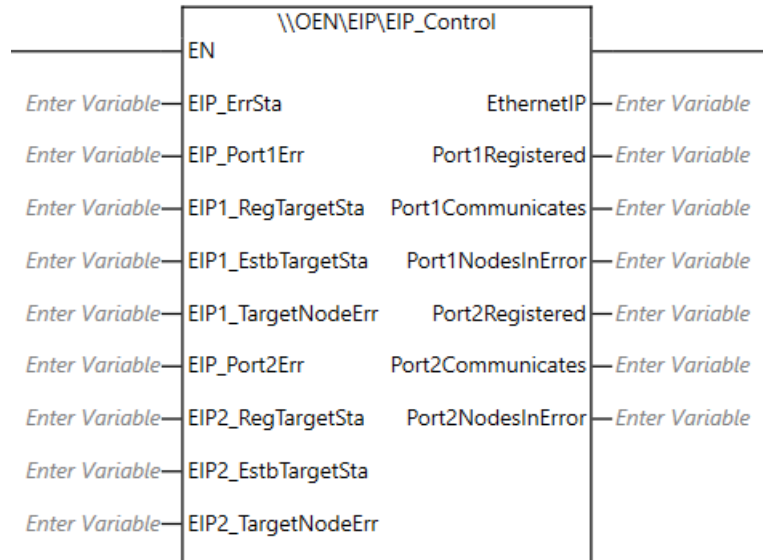 \\OEN\EIP\EIP_Control
EN
Enter Variable EIP_ErrSta EthernetIP Enter Variable
Enter Variable EIP_Port1Err Port1Registered Enter Variable
Enter Variable EIP1_RegTargetSta Port1Communicates Enter Variable
Enter Variable EIP1_EstbTargetSta Port1NodesInError Enter Variable
Enter Variable EIP1_TargetNodeErr Port2Registered Enter Variable
Enter Variable EIP_Port2Err Port2Communicates Enter Variable
Enter Variable EIP2_RegTargetSta Port2NodesInError Enter Variable
Enter Variable EIP2_EstbTargetSta
Enter Variable EIP2_TargetNodeErr